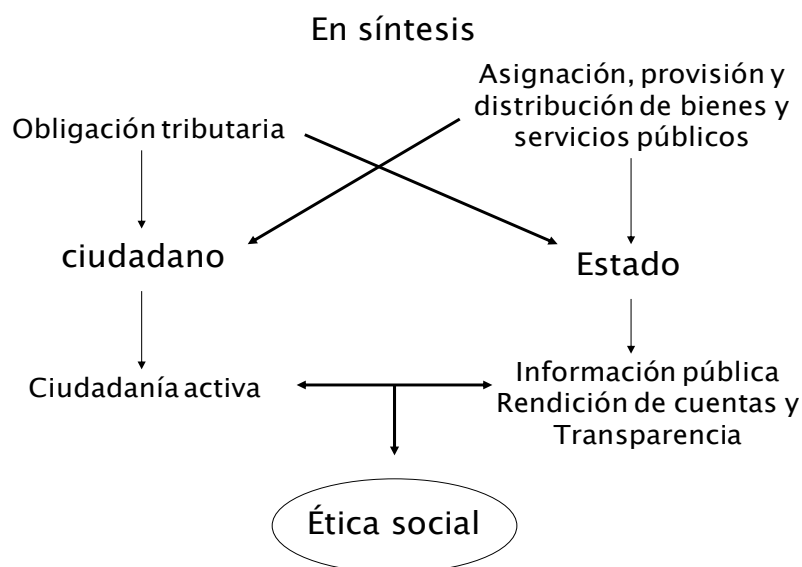 En síntesis
Asignación, provisión y
distribución de bienes y
servicios públicos
Obligación tributaria
ciudadano
Estado
Ciudadanía activa
Información pública
Rendición de cuentas y
Transparencia
Ética social